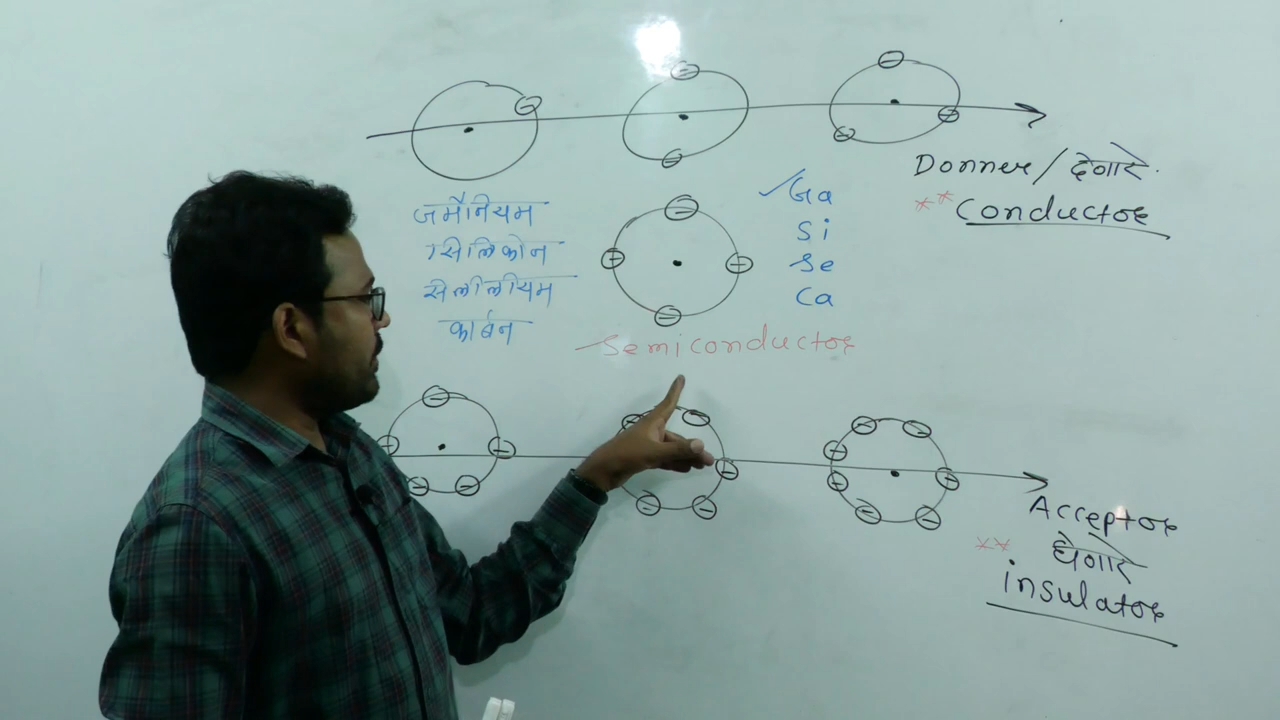 Donner / देणारे.
** Conductor
जर्मेनियम
सिलिकोन
सेलीलीयम
कार्बन
Ga
Si
Se
Ca
Semiconductor
Acceptor
** घेणारे
insulator